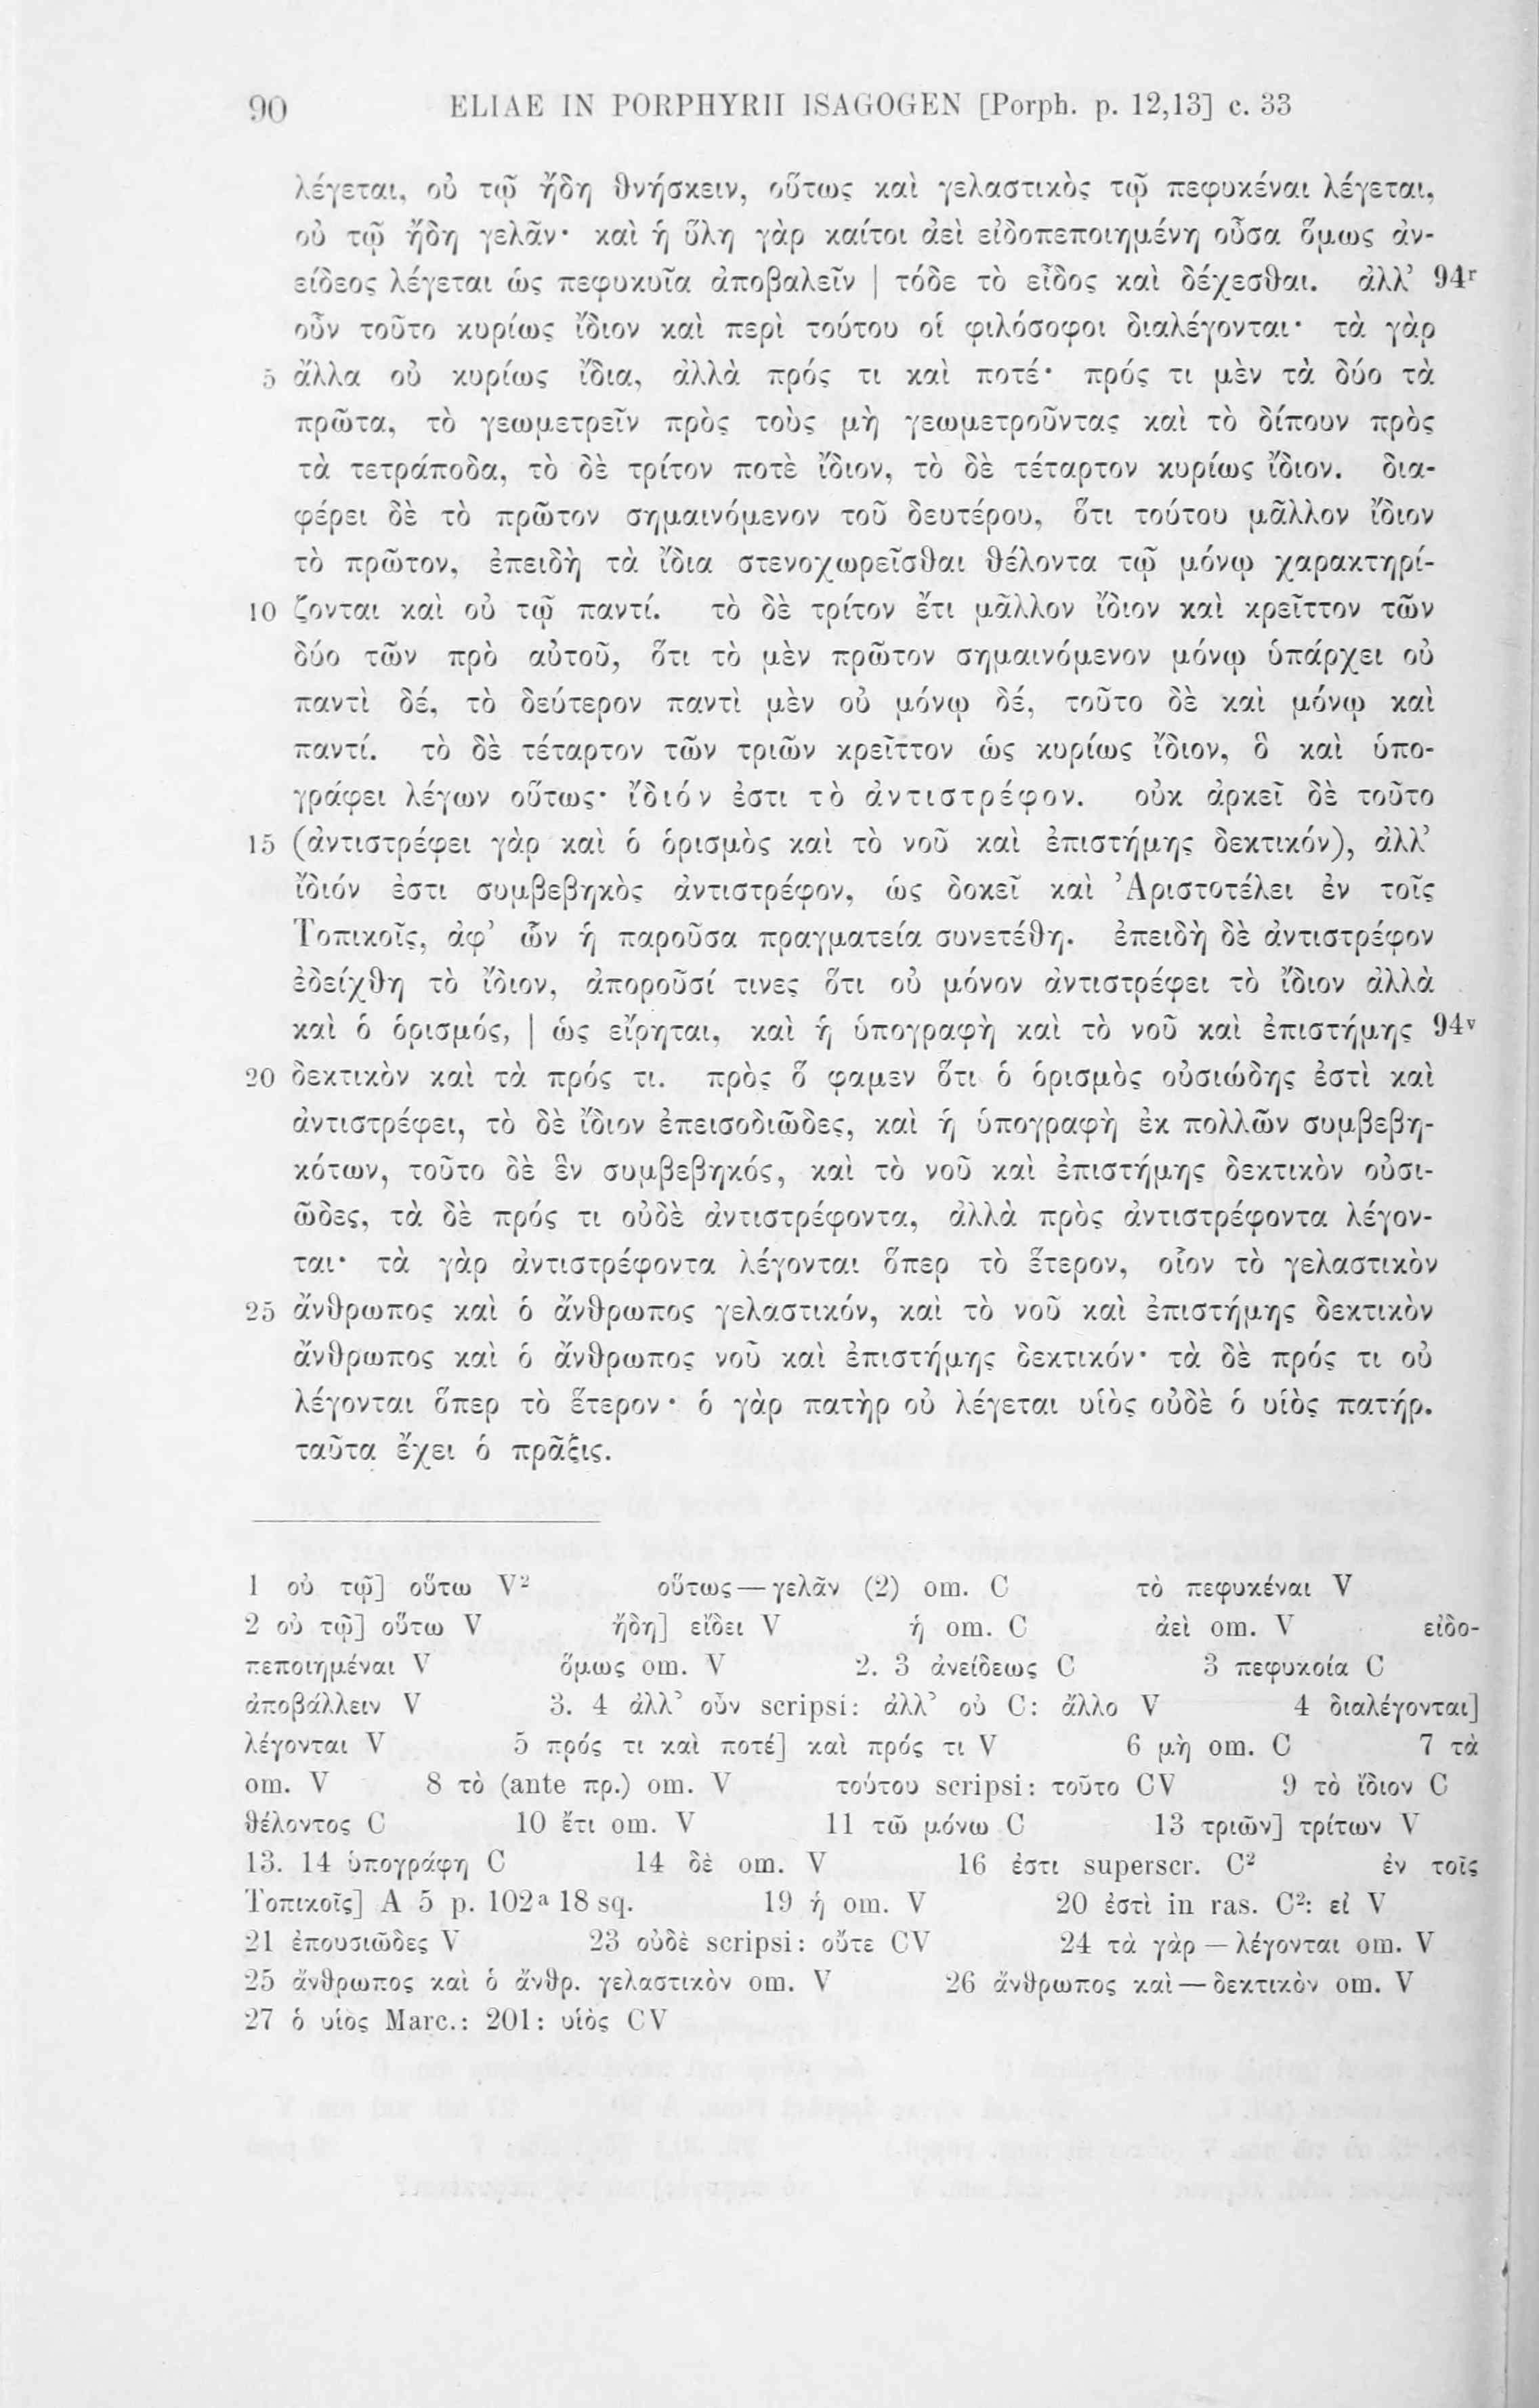 90 ELIAE IN PORPHYRII ISAGOGEN [Porph. p. 12,13] c. 33
λέγεται, οὐ τῷ ἤδη θνήσκειν, οὕτως καὶ γελαστικὸς τῷ πεφυκέναι λέγεται,
οὐ τῷ ἤδη γελᾶν· καὶ ἡ ὕλη γὰρ καίτοι ἀεὶ εἰδοπεποιημένη οὖσα ὅμως ἀν-
είδεος λέγεται ὡς πεφυκυῖα ἀποβαλεῖν | τόδε τὸ εἶδος καὶ δέχεσθαι. ἀλλ’ 94r
οὖν τοῦτο κυρίως ἴδιον καὶ περὶ τούτου οἱ φιλόσοφοι διαλέγονται· τὰ γὰρ
5 ἄλλα οὐ κυρίως ἴδια, ἀλλὰ πρός τι καὶ ποτέ· πρός τι μὲν τὰ δύο τὰ
πρῶτα, τὸ γεωμετρεῖν πρὸς τοὺς μὴ γεωμετροῦντας καὶ τὸ δίπουν πρὸς
τὰ τετράποδα, τὸ δὲ τρίτον ποτὲ ἴδιον, τὸ δὲ τέταρτον κυρίως ἴδιον. δια-
φέρει δὲ τὸ πρῶτον σημαινόμενον τοῦ δευτέρου, ὅτι τούτου μᾶλλον ἴδιον
τὸ πρῶτον, ἐπειδὴ τὰ ἴδια στενοχωρεῖσθαι θέλοντα τῷ μόνῳ χαρακτηρί-
10 ζονται καὶ οὐ τῷ παντί. τὸ δὲ τρίτον ἔτι μᾶλλον ἴδιον καὶ κρεῖττον τῶν
δύο τῶν πρὸ αὐτοῦ, ὅτι τὸ μὲν πρῶτον σημαινόμενον μόνῳ ὑπάρχει οὐ
παντὶ δέ, τὸ δεύτερον παντὶ μὲν οὐ μόνῳ δέ, τοῦτο δὲ καὶ μόνῳ καὶ
παντί. τὸ δὲ τέταρτον τῶν τριῶν κρεῖττον ὡς κυρίως ἴδιον, ὃ καὶ ὑπο-
γράφει λέγων οὕτως· ἴδιόν ἐστι τὸ ἀντιστρέφον. οὐκ ἀρκεῖ δὲ τοῦτο
15 (ἀντιστρέφει γὰρ καὶ ὁ ὁρισμὸς καὶ τὸ νοῦ καὶ ἐπιστήμης δεκτικόν), ἀλλ’
ἴδιόν ἐστι συμβεβηκὸς ἀντιστρέφον, ὡς δοκεῖ καὶ Ἀριστοτέλει ἐν τοῖς
Τοπικοῖς, ἀφ’ ὧν ἡ παροῦσα πραγματεία συνετέθη. ἐπειδὴ δὲ ἀντιστρέφον
ἐδείχθη τὸ ἴδιον, ἀποροῦσί τινες ὅτι οὐ μόνον ἀντιστρέφει τὸ ἴδιον ἀλλὰ
καὶ ὁ ὁρισμός, | ὡς εἴρηται, καὶ ἡ ὑπογραφὴ καὶ τὸ νοῦ καὶ ἐπιστήμης 94v
20 δεκτικὸν καὶ τὰ πρός τι. πρὸς ὅ φαμεν ὅτι ὁ ὁρισμὸς οὐσιώδης ἐστὶ καὶ
ἀντιστρέφει, τὸ δὲ ἴδιον ἐπεισοδιῶδες, καὶ ἡ ὑπογραφὴ ἐκ πολλῶν συμβεβη-
κότων, τοῦτο δὲ ἓν συμβεβηκός, καὶ τὸ νοῦ καὶ ἐπιστήμης δεκτικὸν οὐσι-
ῶδες, τὰ δὲ πρός τι οὐδὲ ἀντιστρέφοντα, ἀλλὰ πρὸς ἀντιστρέφοντα λέγον-
ται· τὰ γὰρ ἀντιστρέφοντα λέγονται ὅπερ τὸ ἕτερον, οἷον τὸ γελαστικὸν
25 ἄνθρωπος καὶ ὁ ἄνθρωπος γελαστικόν, καὶ τὸ νοῦ καὶ ἐπιστήμης δεκτικὸν
ἄνθρωπος καὶ ὁ ἄνθρωπος νοῦ καὶ ἐπιστήμης δεκτικόν· τὰ δὲ πρός τι οὐ
λέγονται ὅπερ τὸ ἕτερον· ὁ γὰρ πατὴρ οὐ λέγεται υἱὸς οὐδὲ ὁ υἱὸς πατήρ.
ταῦτα ἔχει ὁ πρᾶξις.
1 οὐ τῷ] οὕτω V² οὕτως — γελᾶν (2) om. C τὸ πεφυκέναι V
2 οὐ τῷ] οὕτω V ἤδη] εἴδει V ἡ om. C ἀεὶ om. V εἰδο-
πεποιημέναι V ὅμως om. V 2. 3 ἀνείδεως C 3 πεφυκοία C
ἀποβάλλειν V 3. 4 ἀλλ’ οὖν scripsi: ἀλλ’ οὐ C: ἄλλο V 4 διαλέγονται]
λέγονται V 5 πρός τι καὶ ποτέ] καὶ πρός τι V 6 μὴ om. C 7 τὰ
om. V 8 τὸ (ante πρ.) om. V τούτου scripsi: τοῦτο CV 9 τὸ ἴδιον C
θέλοντος C 10 ἔτι om. V 11 τῶ μόνω C 13 τριῶν] τρίτων V
13. 14 ὑπογράφη C 14 δὲ om. V 16 ἐστι superscr. C² ἐν τοῖς
Τοπικοῖς] A 5 p. 102ᵃ 18 sq. 19 ἡ om. V 20 ἐστὶ in ras. C²: εἰ V
21 ἐπουσιῶδες V 23 οὐδὲ scripsi: οὔτε CV 24 τὰ γὰρ — λέγονται om. V
25 ἄνθρωπος καὶ ὁ ἄνθρ. γελαστικὸν om. V 26 ἄνθρωπος καὶ — δεκτικὸν om. V
27 ὁ υἱὸς Marc.: 201: υἱὸς CV